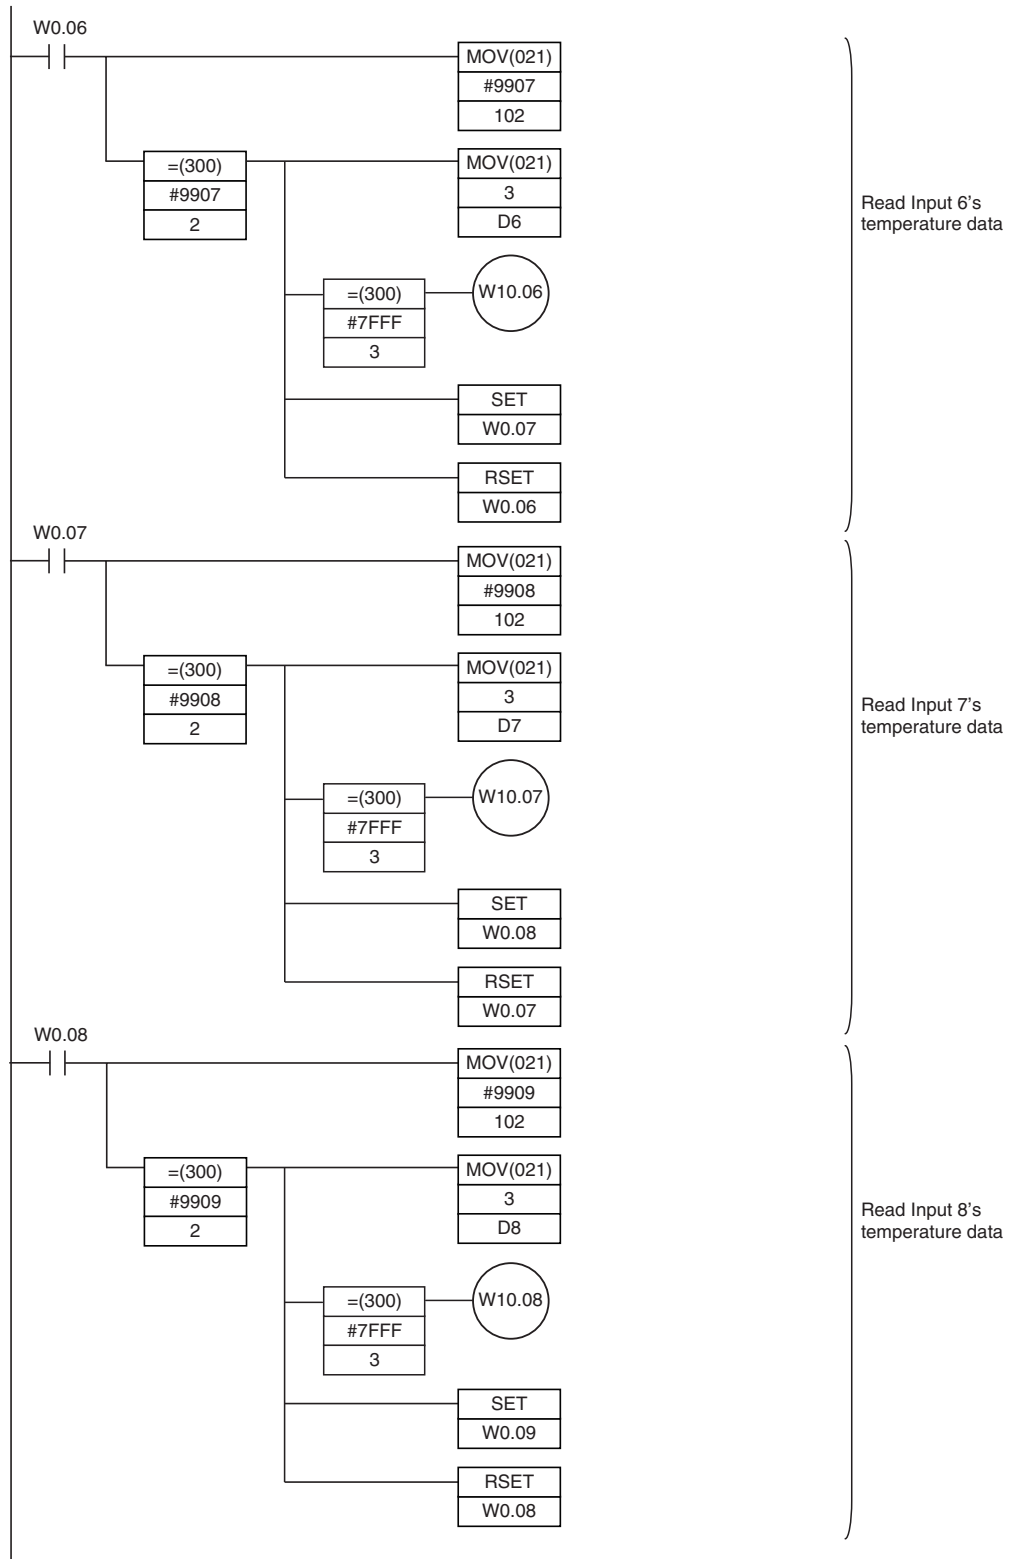 W0.06
MOV(021)
#9907
102
=(300)
#9907
2
MOV(021)
3
D6
Read Input 6’s
temperature data
=(300)
#7FFF
3
W10.06
SET
W0.07
RSET
W0.06
W0.07
MOV(021)
#9908
102
=(300)
#9908
2
MOV(021)
3
D7
Read Input 7’s
temperature data
=(300)
#7FFF
3
W10.07
SET
W0.08
RSET
W0.07
W0.08
MOV(021)
#9909
102
=(300)
#9909
2
MOV(021)
3
D8
Read Input 8’s
temperature data
=(300)
#7FFF
3
W10.08
SET
W0.09
RSET
W0.08